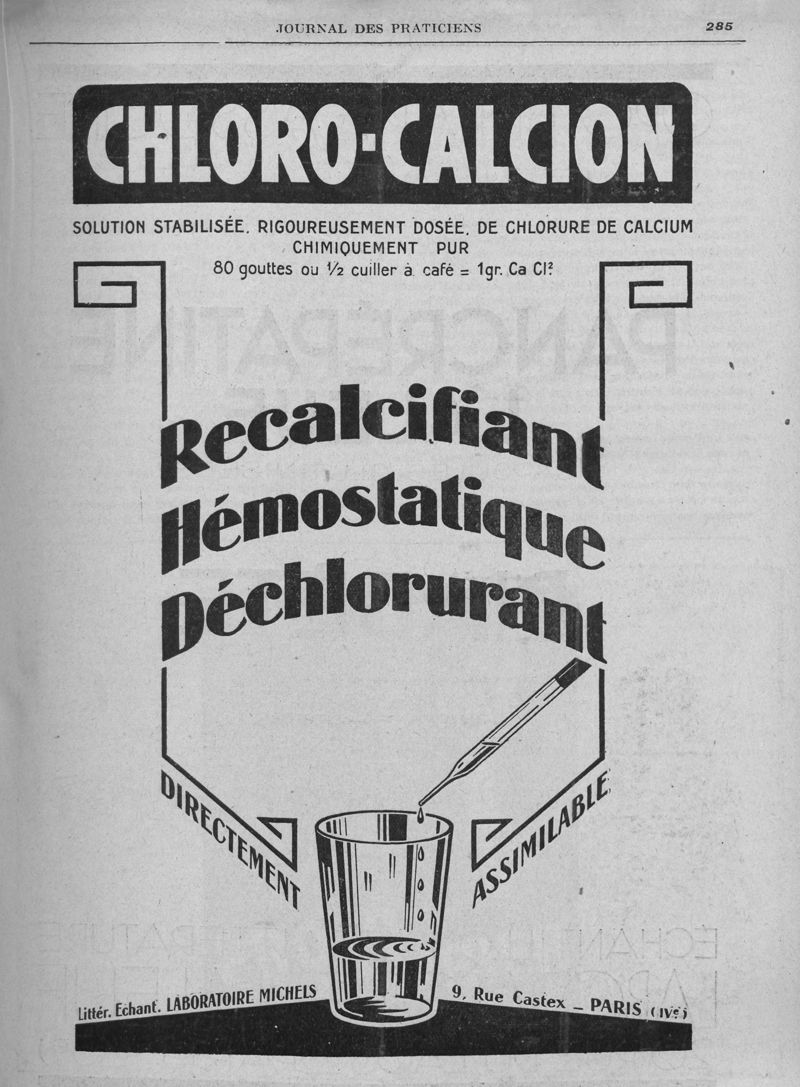 JOURNAL DES PRATICIENS 285
CHLORO-CALCION
SOLUTION STABILISÉE, RIGOUREUSEMENT DOSÉE, DE CHLORURE DE CALCIUM
CHIMIQUEMENT PUR
80 gouttes ou ½ cuiller à café = 1gr. Ca Cl²
Recalcifiant
Hémostatique
Déchlorurant
DIRECTEMENT
ASSIMILABLE
Littér. Echant. LABORATOIRE MICHELS
9, Rue Castex _ PARIS (IVe)